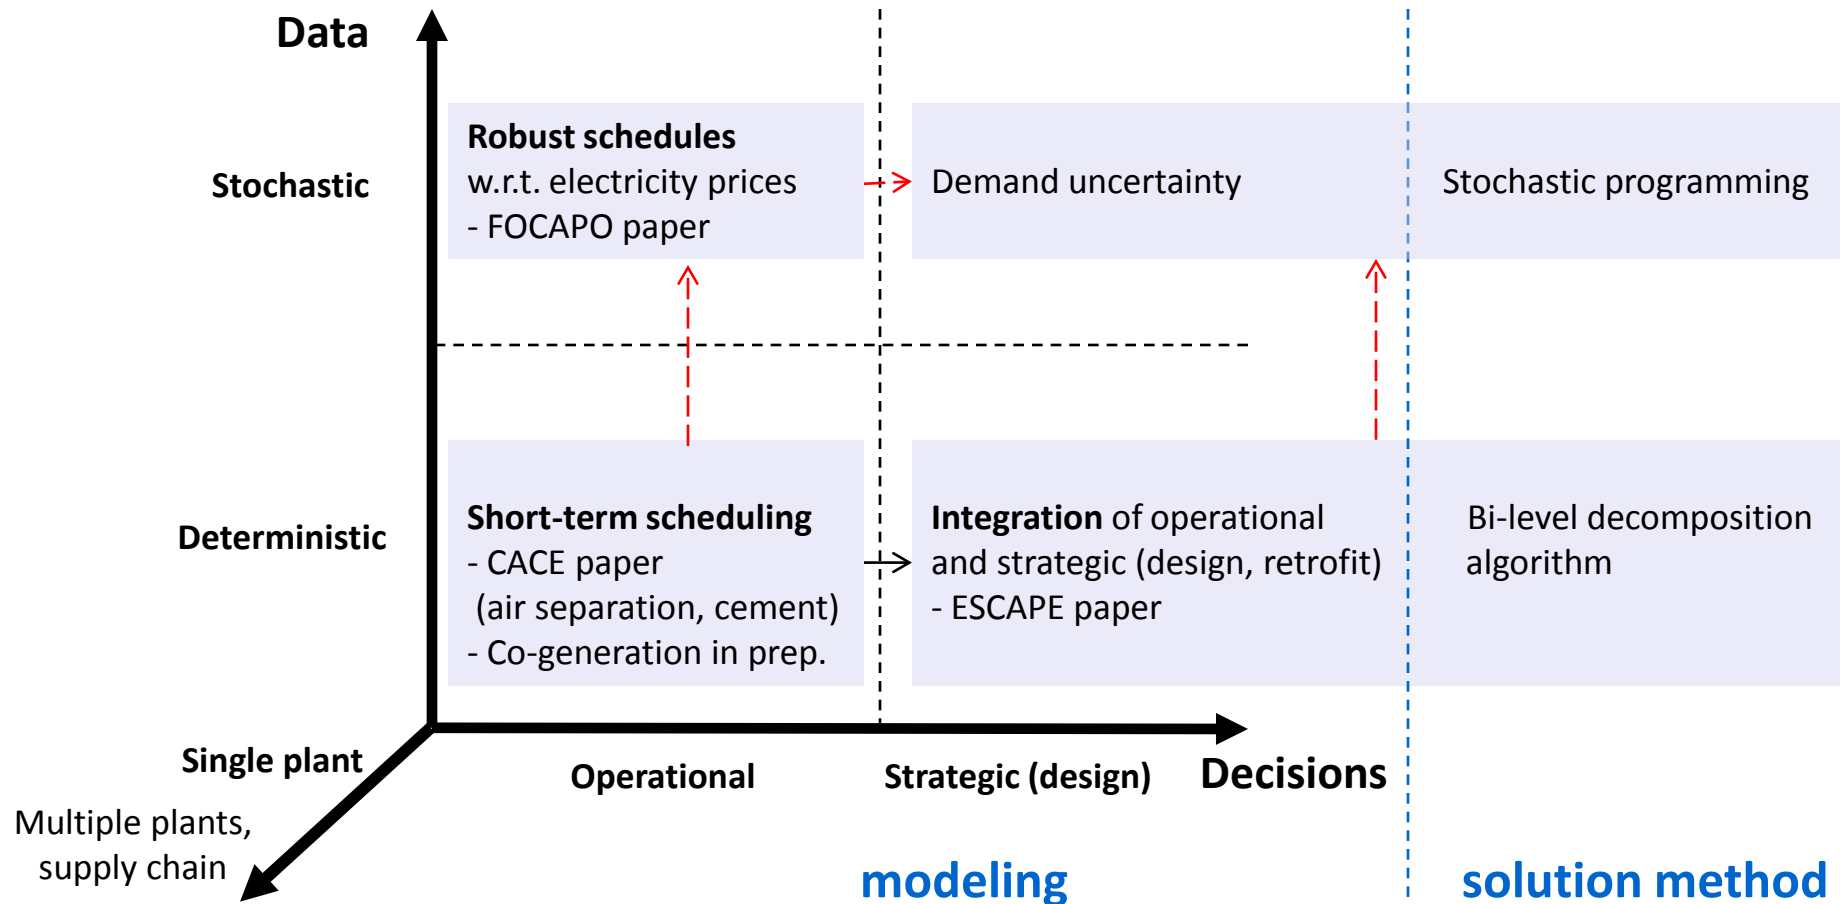 Data
Stochastic
Robust schedules
w.r.t. electricity prices
- FOCAPO paper
Demand uncertainty
Stochastic programming
Deterministic
Short-term scheduling
- CACE paper
(air separation, cement)
- Co-generation in prep.
Integration of operational
and strategic (design, retrofit)
- ESCAPE paper
Bi-level decomposition
algorithm
Single plant
Multiple plants,
supply chain
Operational
Strategic (design)
Decisions
modeling
solution method